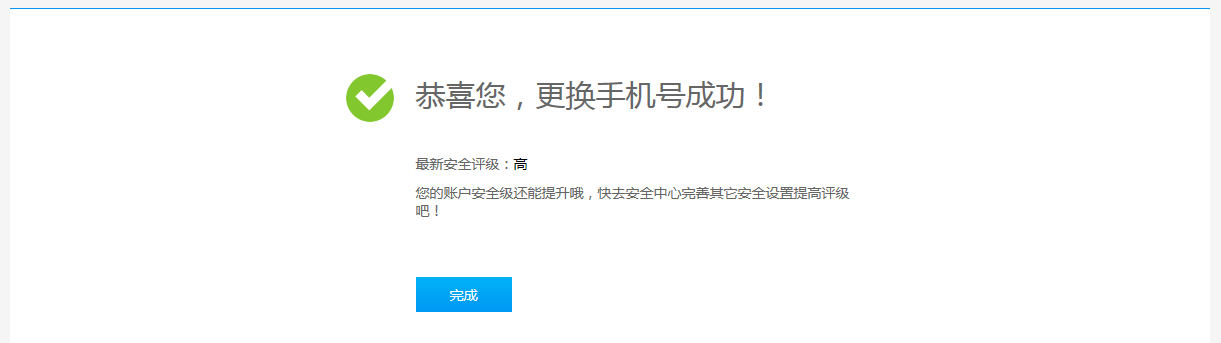 恭喜您，更换手机号成功！
最新安全评级：高
您的账户安全级还能提升哦，快去安全中心完善其它安全设置提高评级
吧！
完成